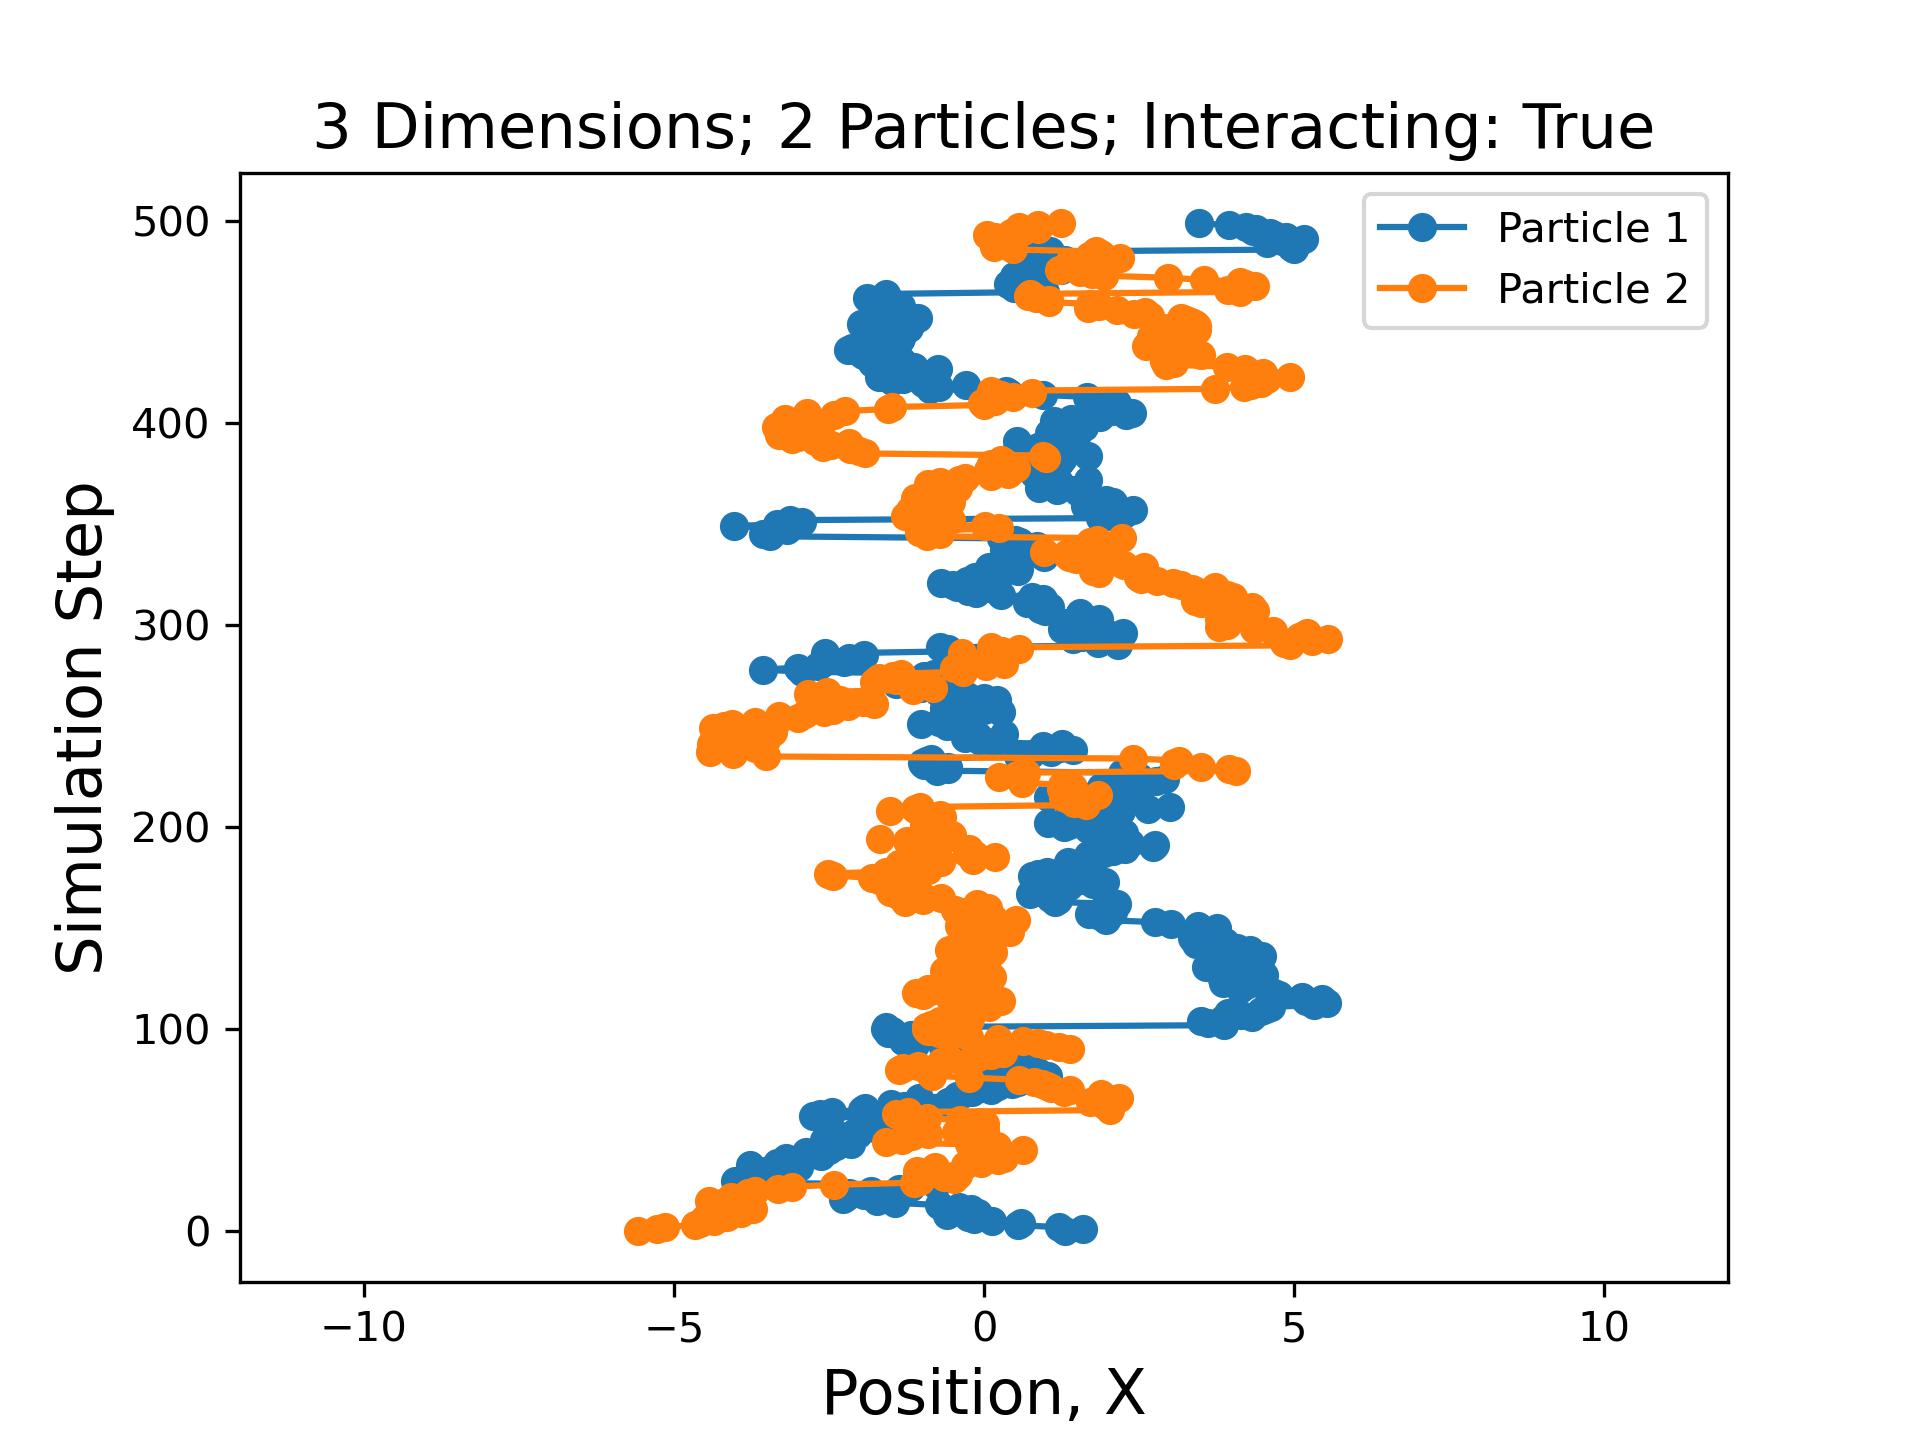 3 Dimensions; 2 Particles; Interacting: True
Particle 1
Particle 2
Simulation Step
500
400
300
200
100
0
−10
−5
0
5
10
Position, X